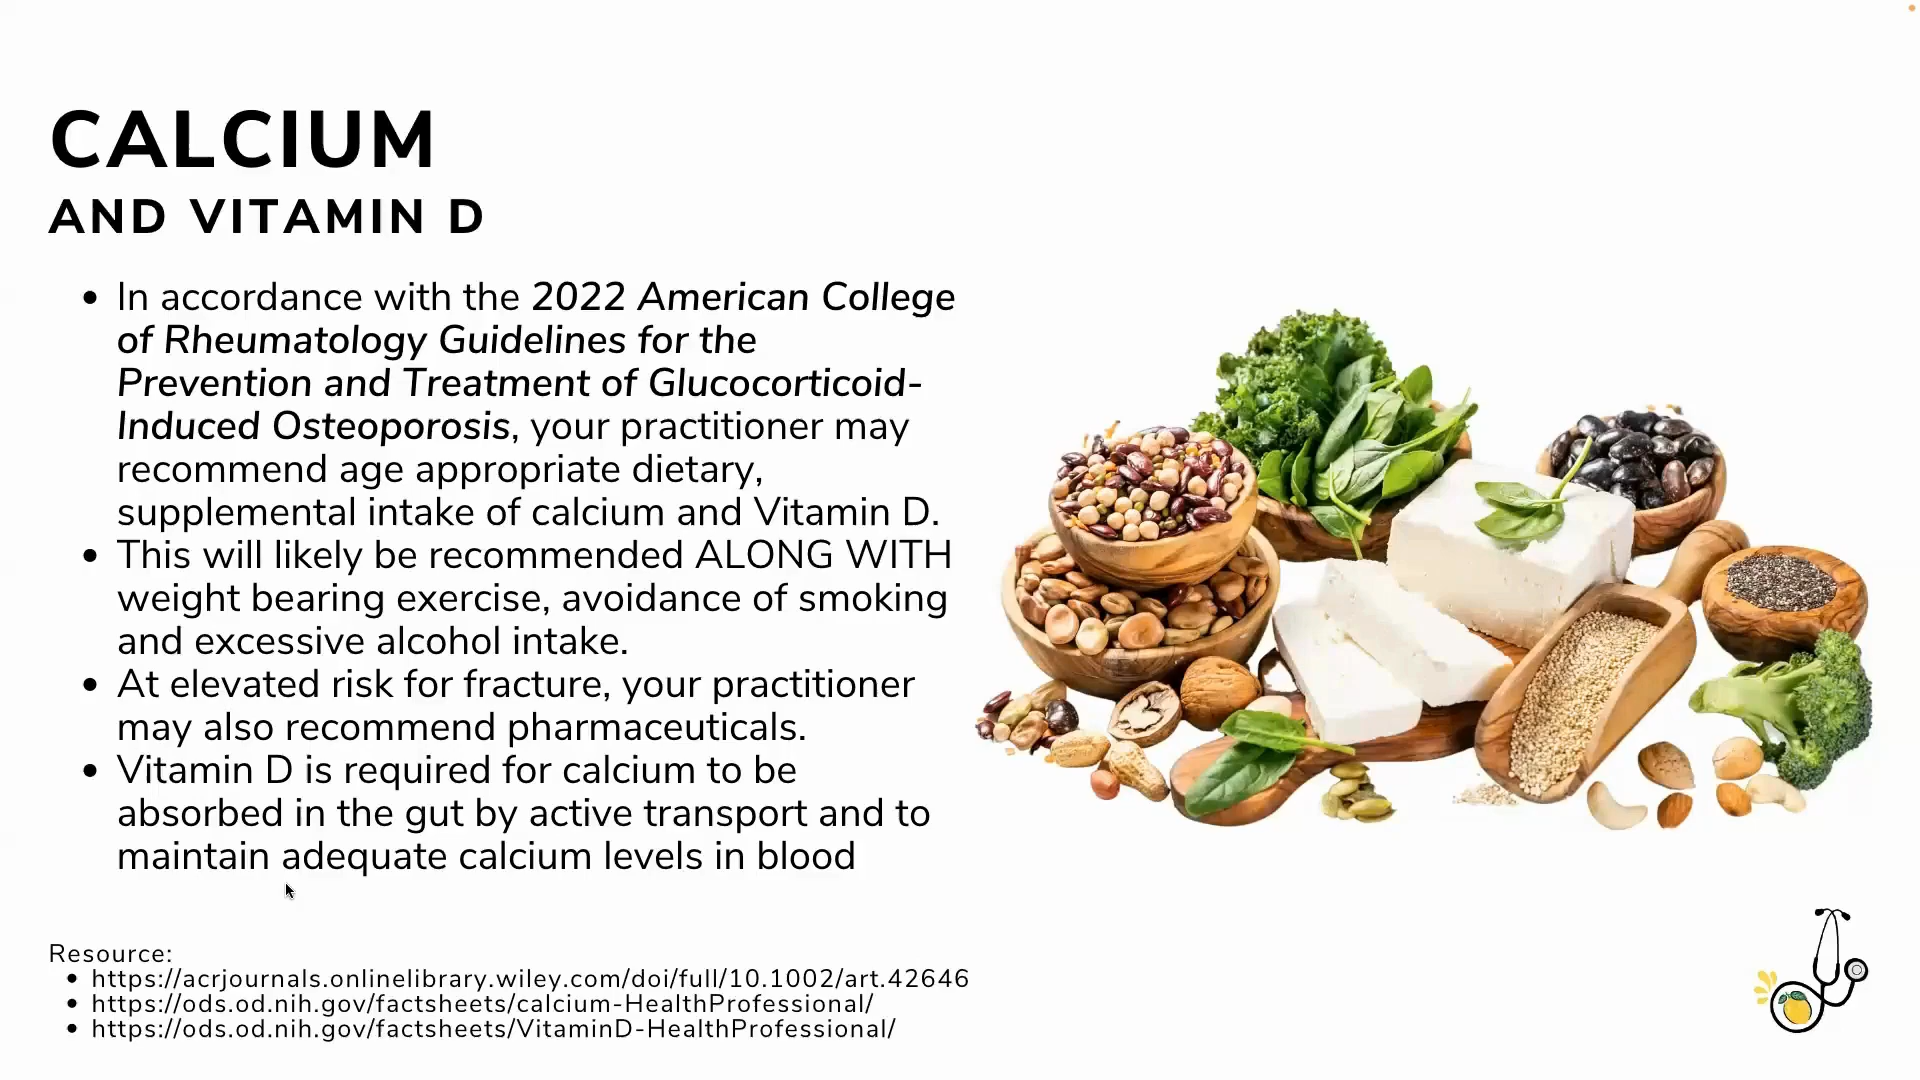 CALCIUM
AND VITAMIN D
• In accordance with the 2022 American College
of Rheumatology Guidelines for the
Prevention and Treatment of Glucocorticoid-
Induced Osteoporosis, your practitioner may
recommend age appropriate dietary,
supplemental intake of calcium and Vitamin D.
• This will likely be recommended ALONG WITH
weight bearing exercise, avoidance of smoking
and excessive alcohol intake.
• At elevated risk for fracture, your practitioner
may also recommend pharmaceuticals.
• Vitamin D is required for calcium to be
absorbed in the gut by active transport and to
maintain adequate calcium levels in blood
Resource:
• https://acrjournals.onlinelibrary.wiley.com/doi/full/10.1002/art.42646
• https://ods.od.nih.gov/factsheets/calcium-HealthProfessional/
• https://ods.od.nih.gov/factsheets/VitaminD-HealthProfessional/